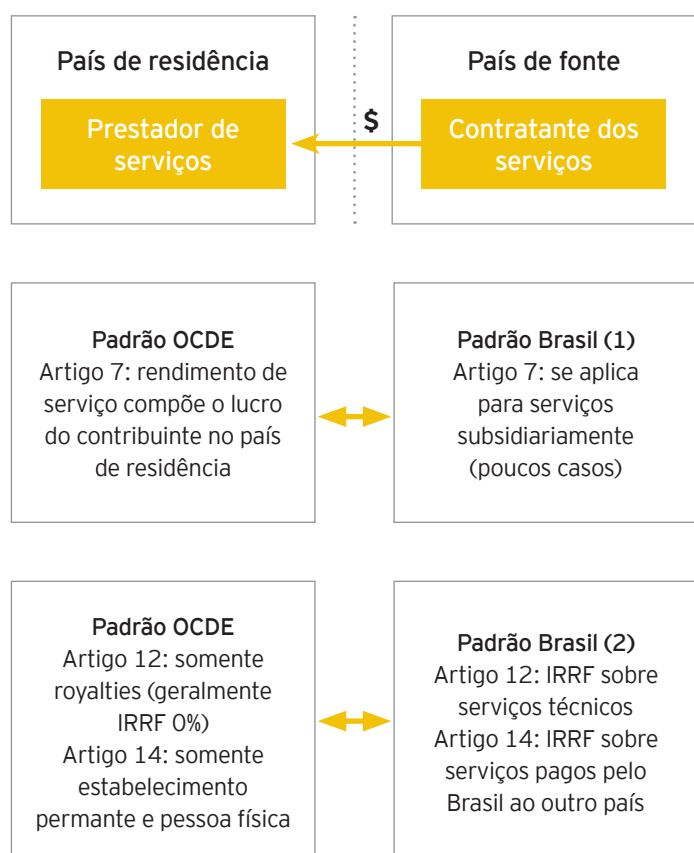 País de residência
Prestador de
serviços
$
País de fonte
Contratante dos
serviços
Padrão OCDE
Artigo 7: rendimento de
serviço compõe o lucro
do contribuinte no país
de residência
Padrão Brasil (1)
Artigo 7: se aplica
para serviços
subsidiariamente
(poucos casos)
Padrão OCDE
Artigo 12: somente
royalties (geralmente
IRRF 0%)
Artigo 14: somente
estabelecimento
permante e pessoa física
Padrão Brasil (2)
Artigo 12: IRRF sobre
serviços técnicos
Artigo 14: IRRF sobre
serviços pagos pelo
Brasil ao outro país